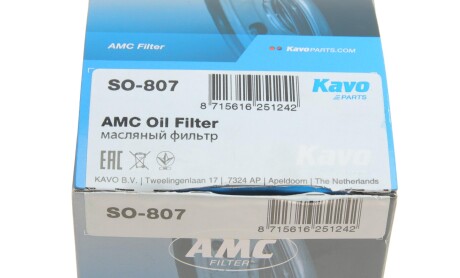 AMC Filter
KavoPARTS.COM
SO-807
8 715616 251242
Kavo
PARTS
AMC Oil Filter
масляный фильтр
EAC
KAVO B.V. | Tweelingenlaan 17 | 7324 AP | Apeldoorn | The Netherlands
SO-807
8 715616 251242
AMC
FILTER